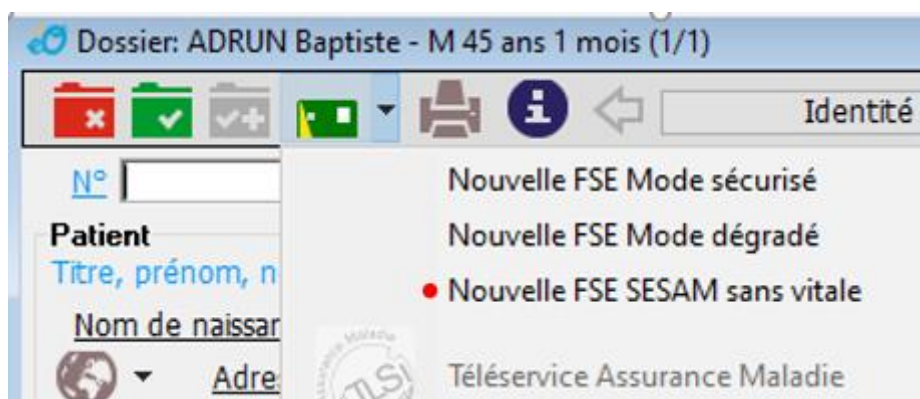 Dossier: ADRUN Baptiste - M 45 ans 1 mois (1/1)
Identité
Nouvelle FSE Mode sécurisé
N°
Nouvelle FSE Mode dégradé
Patient
Titre, prénom, n
Nouvelle FSE SESAM sans vitale
Nom de naissar
Téléservice Assurance Maladie
Adre